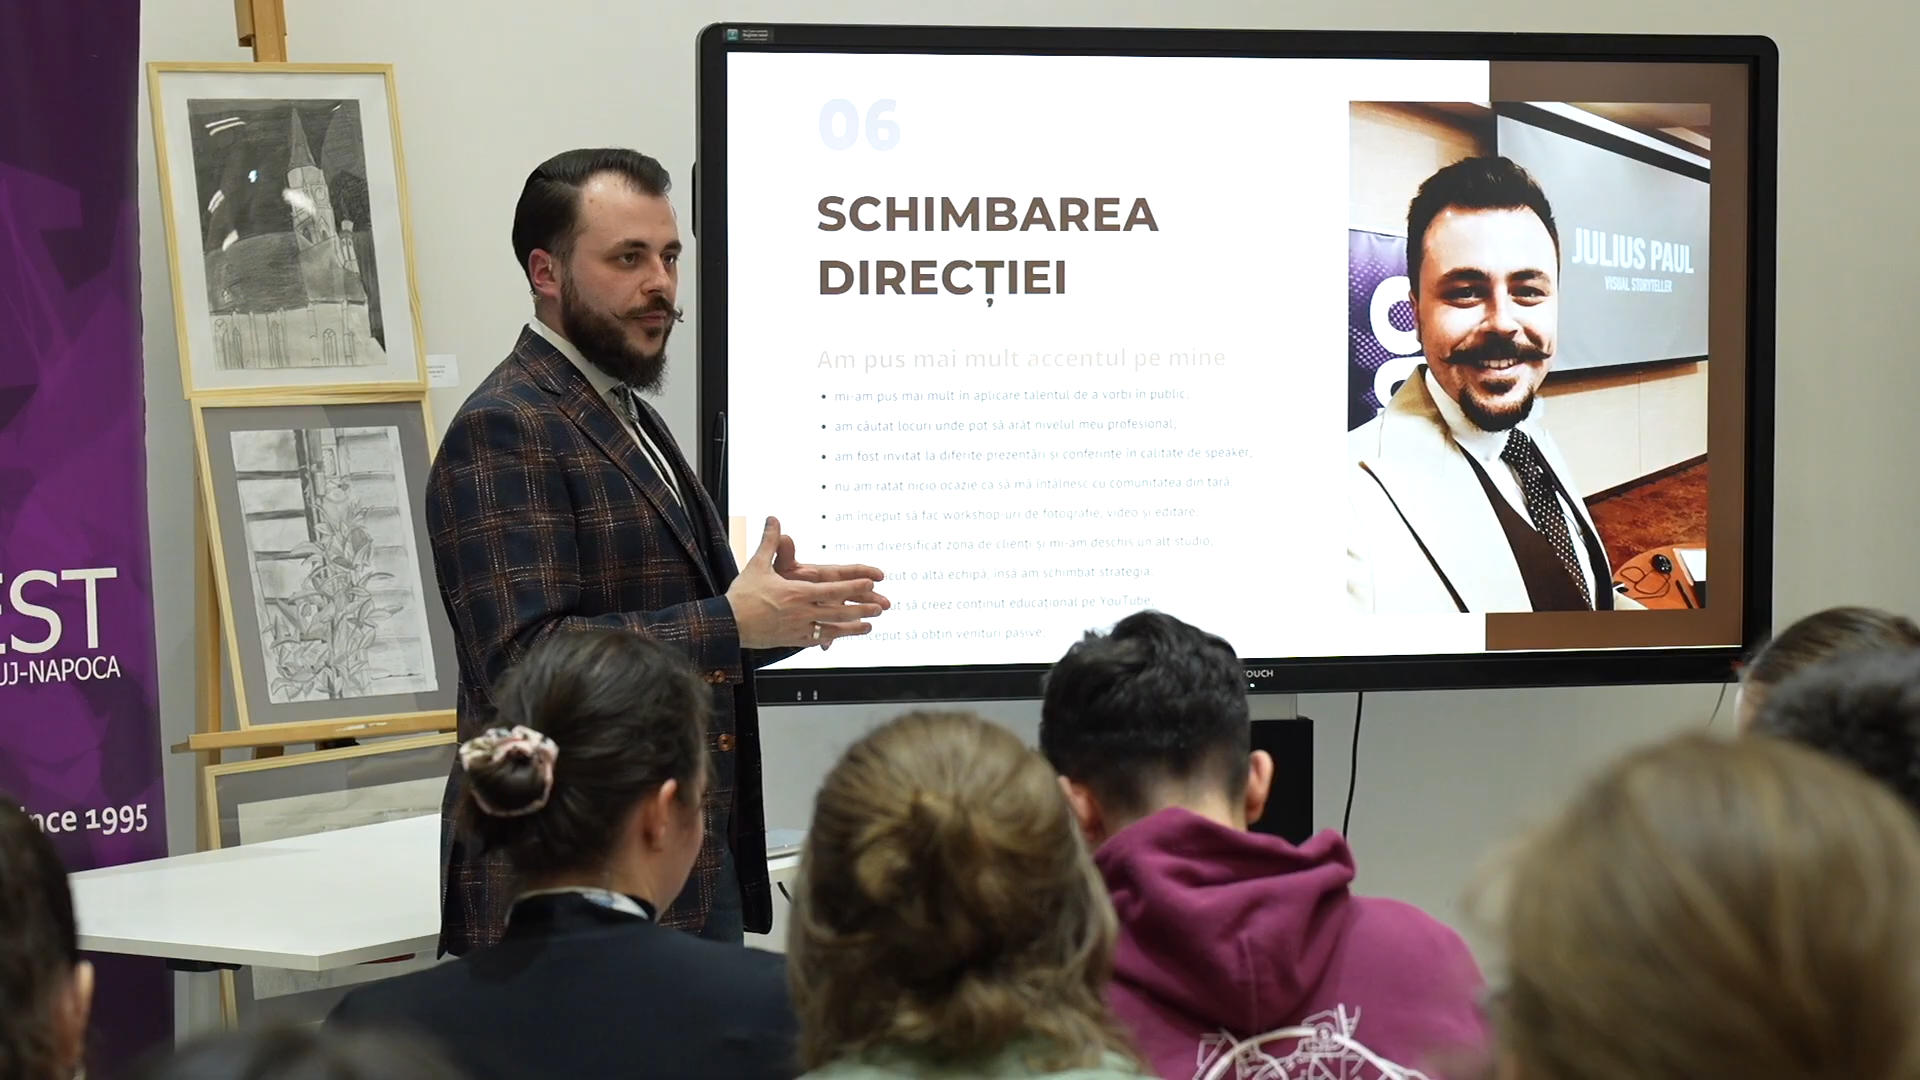 06
SCHIMBAREA
DIRECȚIEI
Am pus mai mult accentul pe mine
• mi-am pus mai mult în aplicare talentul de a vorbi în public;
• am căutat locuri unde pot să arăt nivelul meu profesional;
• am fost invitat la diferite prezentări și conferințe în calitate de speaker;
• nu am ratat nicio ocazie ca să mă întâlnesc cu comunitatea din țară;
• am început să fac workshop-uri de fotografie, video și editare;
• mi-am diversificat zona de clienți și mi-am deschis un alt studio;
o altă echipă, însă am schimbat strategia;
să creez conținut educațional pe YouTube;
început să obțin venituri pasive;
JULIUS PAUL
VISUAL STORYTELLER
EST
UJ-NAPOCA
nce 1995
OUCH